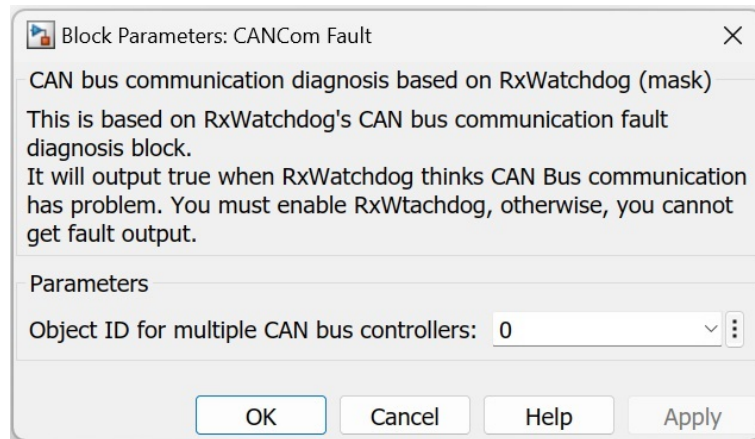 Block Parameters: CANCom Fault
CAN bus communication diagnosis based on RxWatchdog (mask)
This is based on RxWatchdog's CAN bus communication fault
diagnosis block.
It will output true when RxWatchdog thinks CAN Bus communication
has problem. You must enable RxWtachdog, otherwise, you cannot
get fault output.
Parameters
Object ID for multiple CAN bus controllers: 0
OK Cancel Help Apply